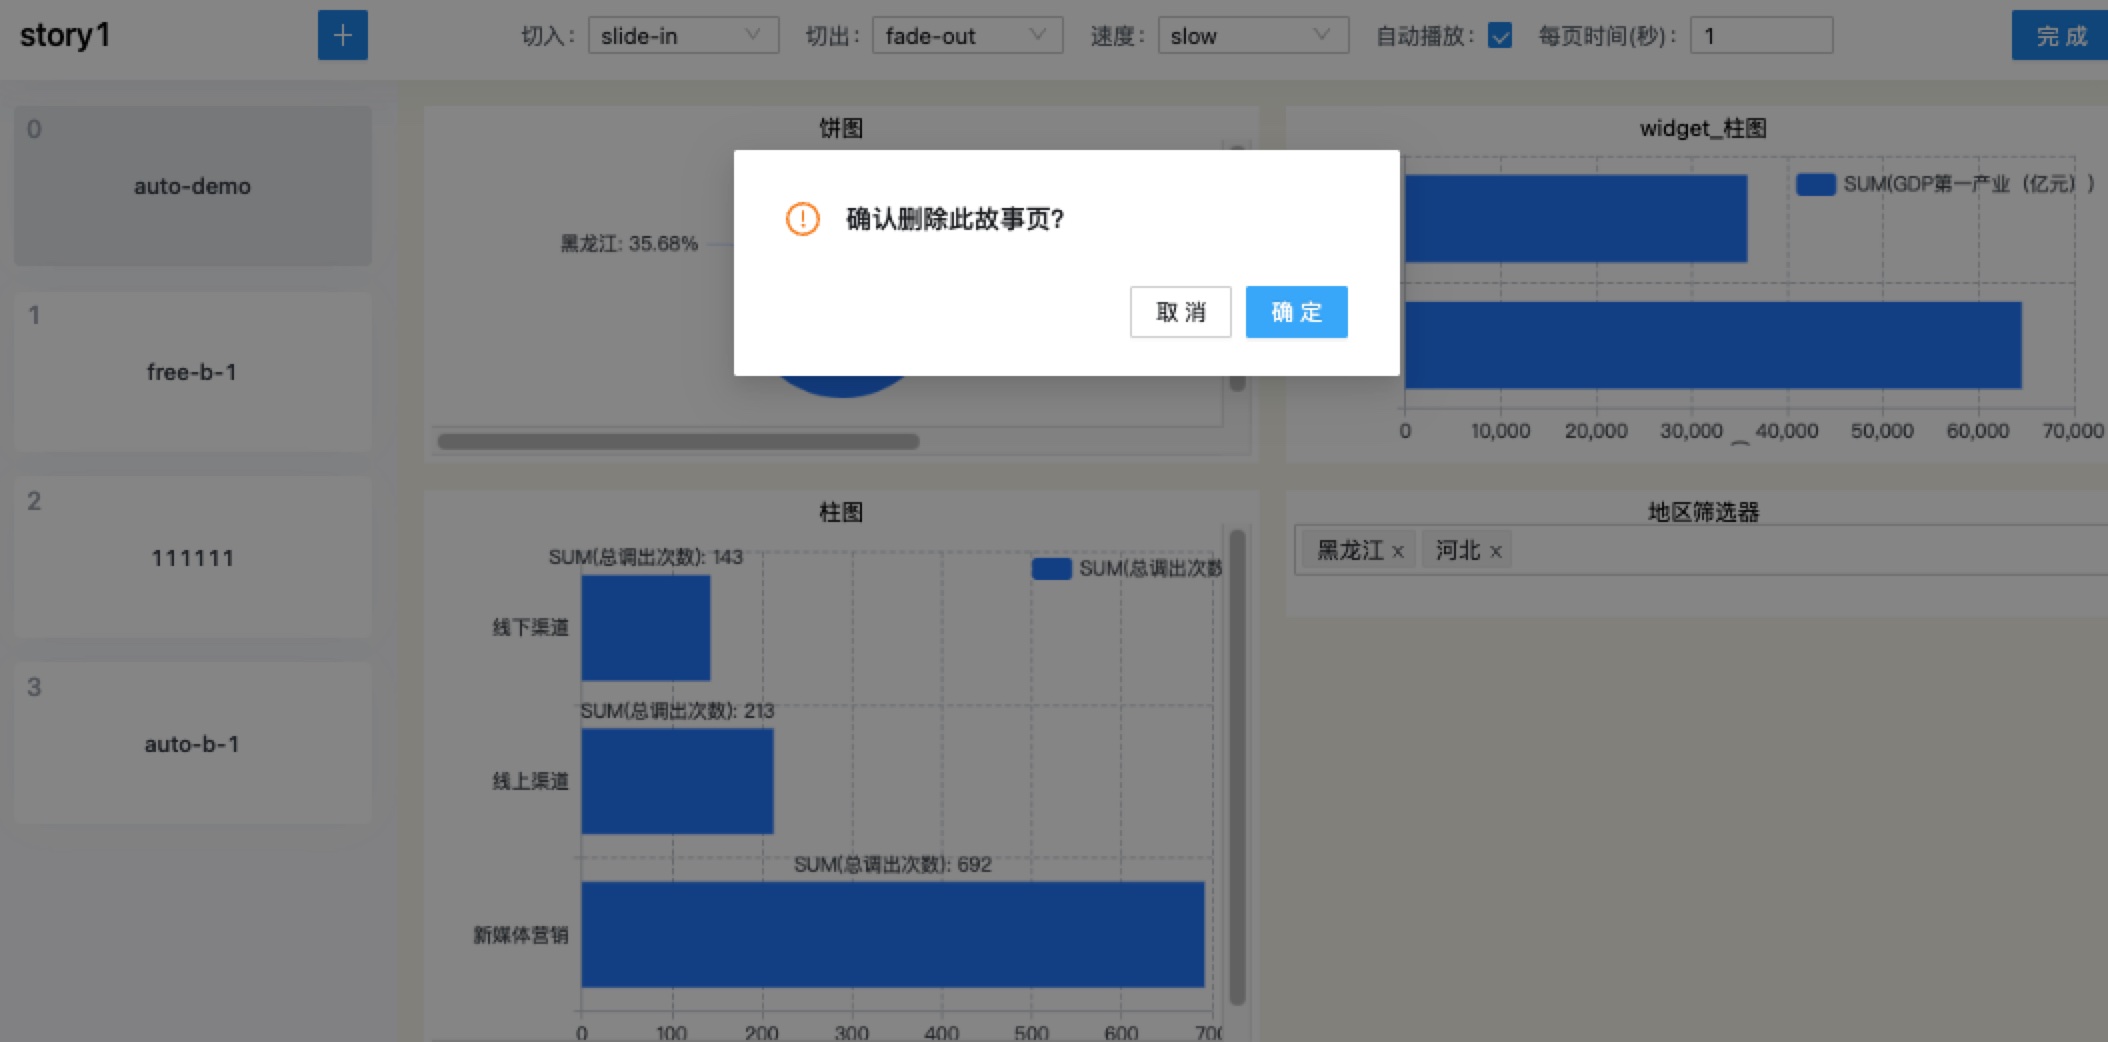 story1
切入：
slide-in
切出：
fade-out
速度：
slow
自动播放：
每页时间(秒)：
1
完 成
0
auto-demo
1
free-b-1
2
111111
3
auto-b-1
饼图
黑龙江: 35.68%
确认删除此故事页?
取 消
确 定
widget_柱图
SUM(GDP第一产业（亿元）)
0
10,000
20,000
30,000
40,000
50,000
60,000
70,000
柱图
SUM(总调出次数
SUM(总调出次数): 143
线下渠道
SUM(总调出次数): 213
线上渠道
SUM(总调出次数): 692
新媒体营销
0
100
200
300
400
500
600
700
地区筛选器
黑龙江 ×
河北 ×